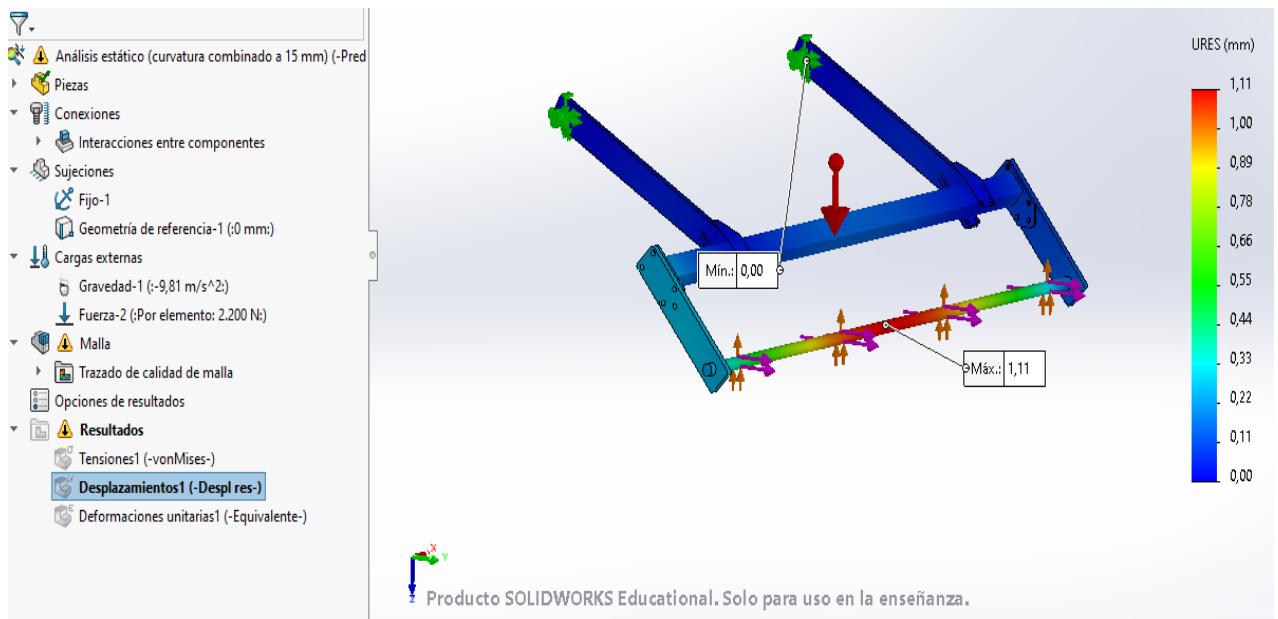 Análisis estático (curvatura combinado a 15 mm) (-Pred
Piezas
Conexiones
Interacciones entre componentes
Sujeciones
Fijo-1
Geometría de referencia-1 (:0 mm:)
Cargas externas
Gravedad-1 (:-9,81 m/s^2:)
Fuerza-2 (:Por elemento: 2.200 N:)
Malla
Trazado de calidad de malla
Opciones de resultados
Resultados
Tensiones1 (-vonMises-)
Desplazamientos1 (-Despl res-)
Deformaciones unitarias1 (-Equivalente-)
Mín.: 0,00
Máx.: 1,11
URES (mm)
1,11
1,00
0,89
0,78
0,66
0,55
0,44
0,33
0,22
0,11
0,00
X
Y
Z
Producto SOLIDWORKS Educational. Solo para uso en la enseñanza.